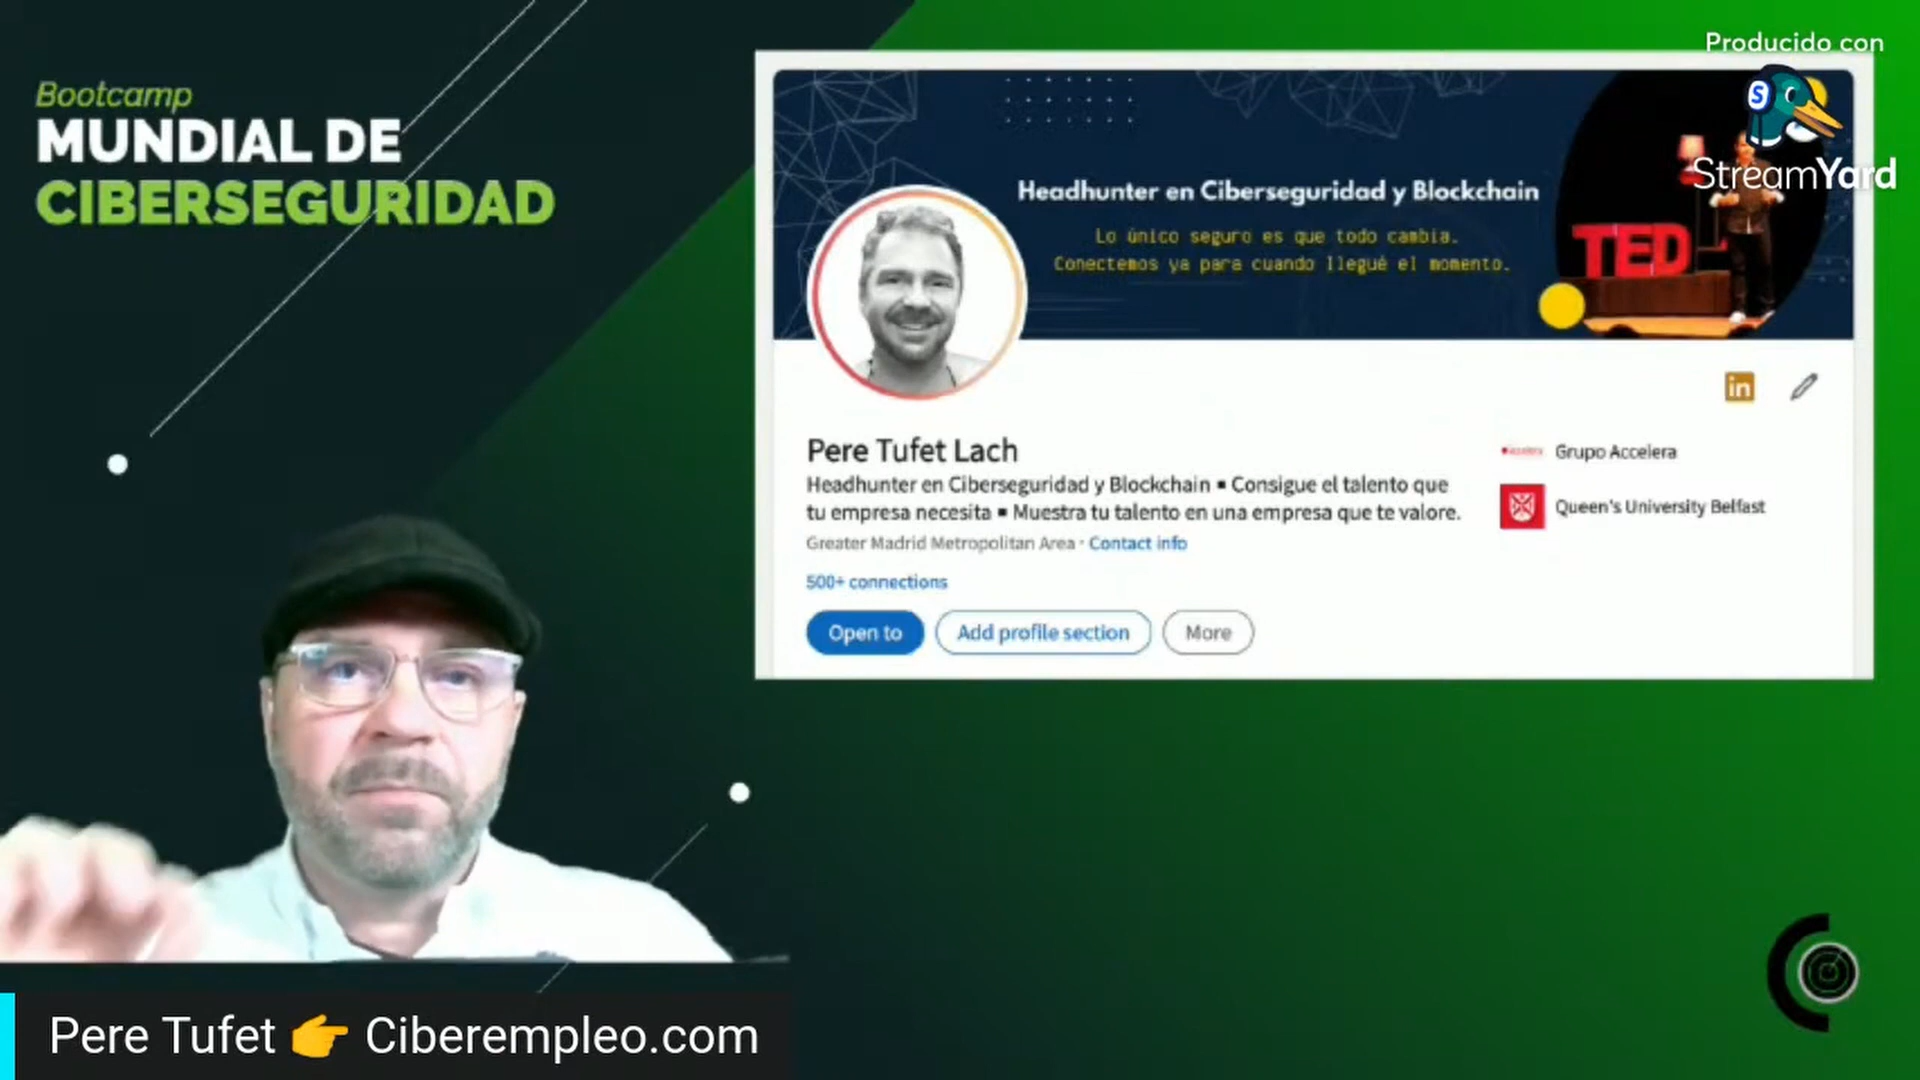 Bootcamp
MUNDIAL DE
CIBERSEGURIDAD
Producido con
S
StreamYard
Headhunter en Ciberseguridad y Blockchain
Lo único seguro es que todo cambia.
Conectemos ya para cuando llegué el momento.
TED
in
Pere Tufet Lach
Headhunter en Ciberseguridad y Blockchain ▪ Consigue el talento que
tu empresa necesita ▪ Muestra tu talento en una empresa que te valore.
Greater Madrid Metropolitan Area · Contact info
500+ connections
Grupo Accelera
Queen's University Belfast
Open to
Add profile section
More
Pere Tufet 👉 Ciberempleo.com